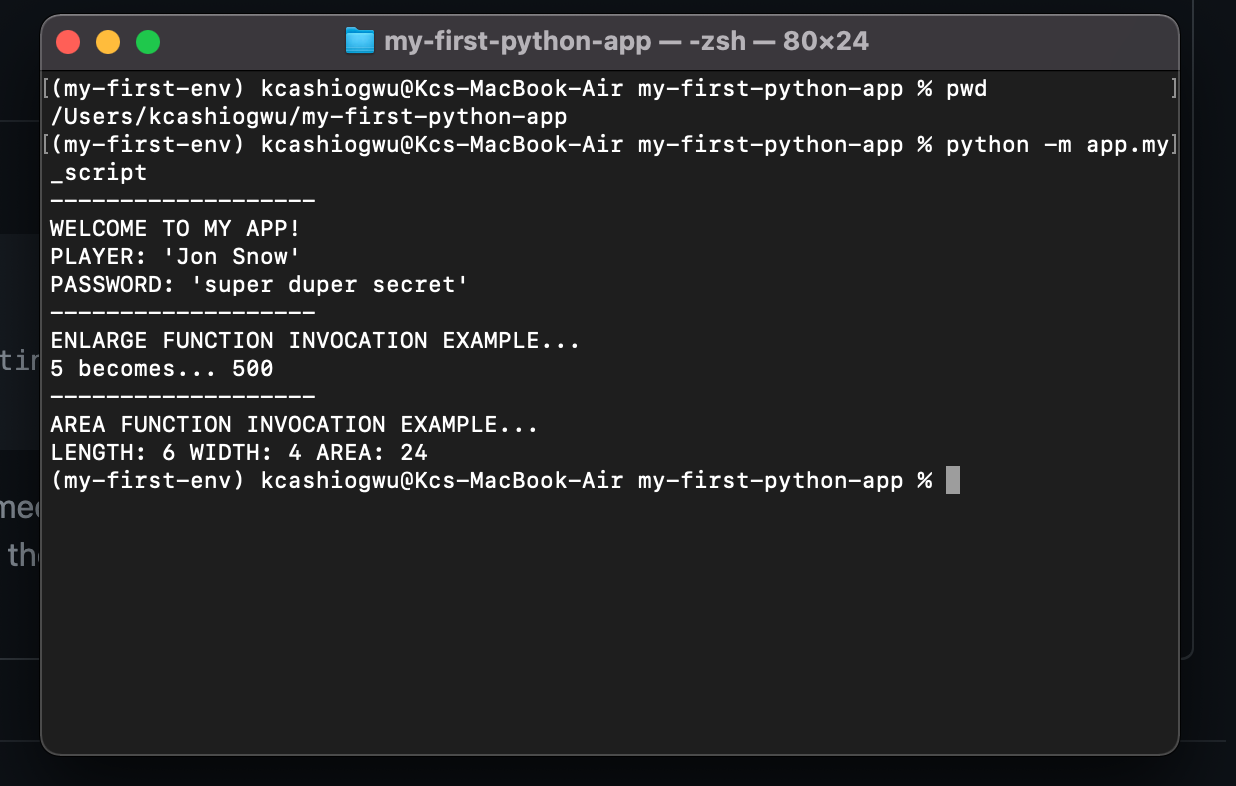 my-first-python-app — -zsh — 80×24
[(my-first-env) kcashiogwu@Kcs-MacBook-Air my-first-python-app % pwd ]
/Users/kcashiogwu/my-first-python-app
[(my-first-env) kcashiogwu@Kcs-MacBook-Air my-first-python-app % python -m app.my]
_script
-------------------
WELCOME TO MY APP!
PLAYER: 'Jon Snow'
PASSWORD: 'super duper secret'
-------------------
ENLARGE FUNCTION INVOCATION EXAMPLE...
5 becomes... 500
-------------------
AREA FUNCTION INVOCATION EXAMPLE...
LENGTH: 6 WIDTH: 4 AREA: 24
(my-first-env) kcashiogwu@Kcs-MacBook-Air my-first-python-app %